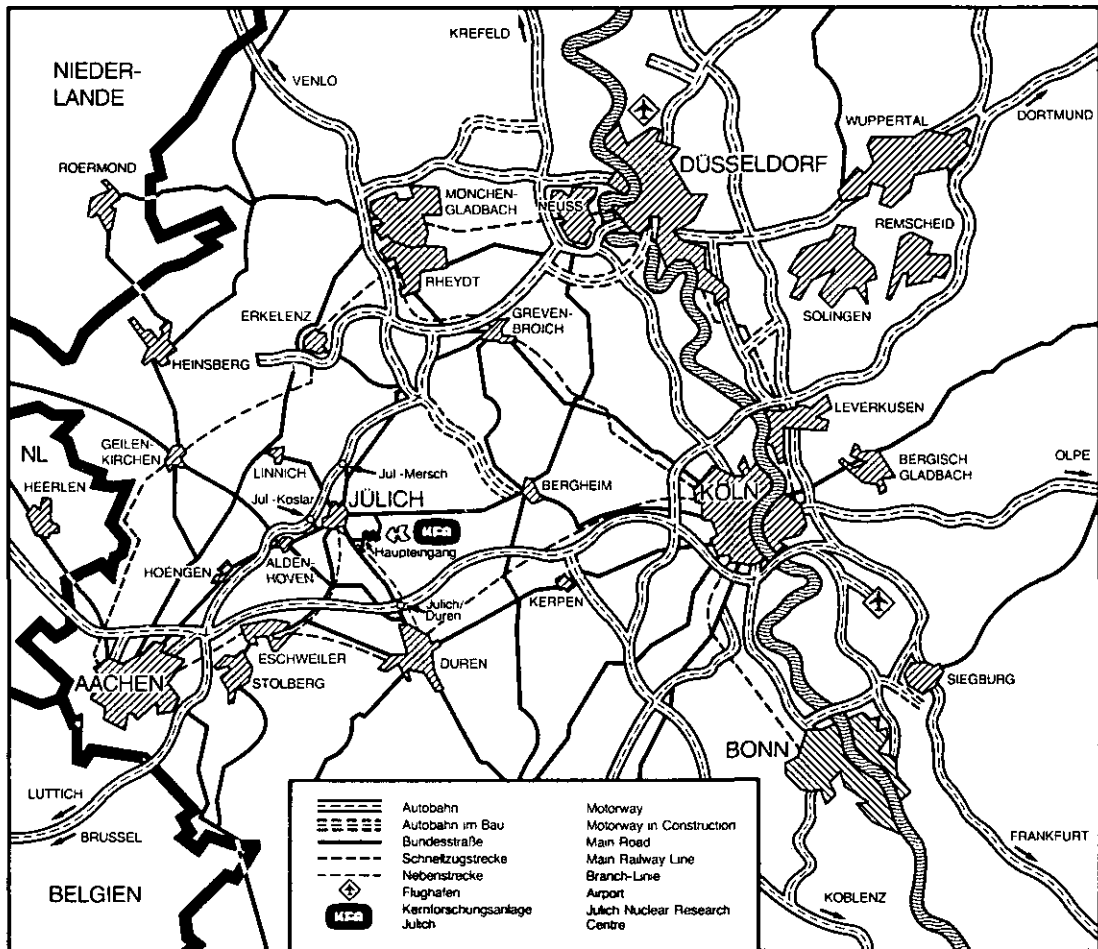 KREFELD
NIEDER-
LANDE
VENLO
DORTMUND
WUPPERTAL
DÜSSELDORF
ROERMOND
MÖNCHEN-
GLADBACH
NEUSS
REMSCHEID
RHEYDT
SOLINGEN
ERKELENZ
GREVEN-
BROICH
HEINSBERG
LEVERKUSEN
GEILEN-
KIRCHEN
NL
HEERLEN
LINNICH
Jul -Mersch
BERGHEIM
BERGISCH
GLADBACH
OLPE
KÖLN
Jul -Koslar
JÜLICH
KFA
Haupteingang
HOENGEN
ALDEN-
HOVEN
KERPEN
Julich/
Duren
ESCHWEILER
DUREN
SIEGBURG
AACHEN
STOLBERG
BONN
LUTTICH
BRUSSEL
BELGIEN
FRANKFURT
KOBLENZ
Autobahn Motorway
Autobahn im Bau Motorway in Construction
Bundesstraße Main Road
Schnellzugstrecke Main Railway Line
Nebenstrecke Branch-Line
Flughafen Airport
KFA Kernforschungsanlage Julich Nuclear Research
Julich Centre